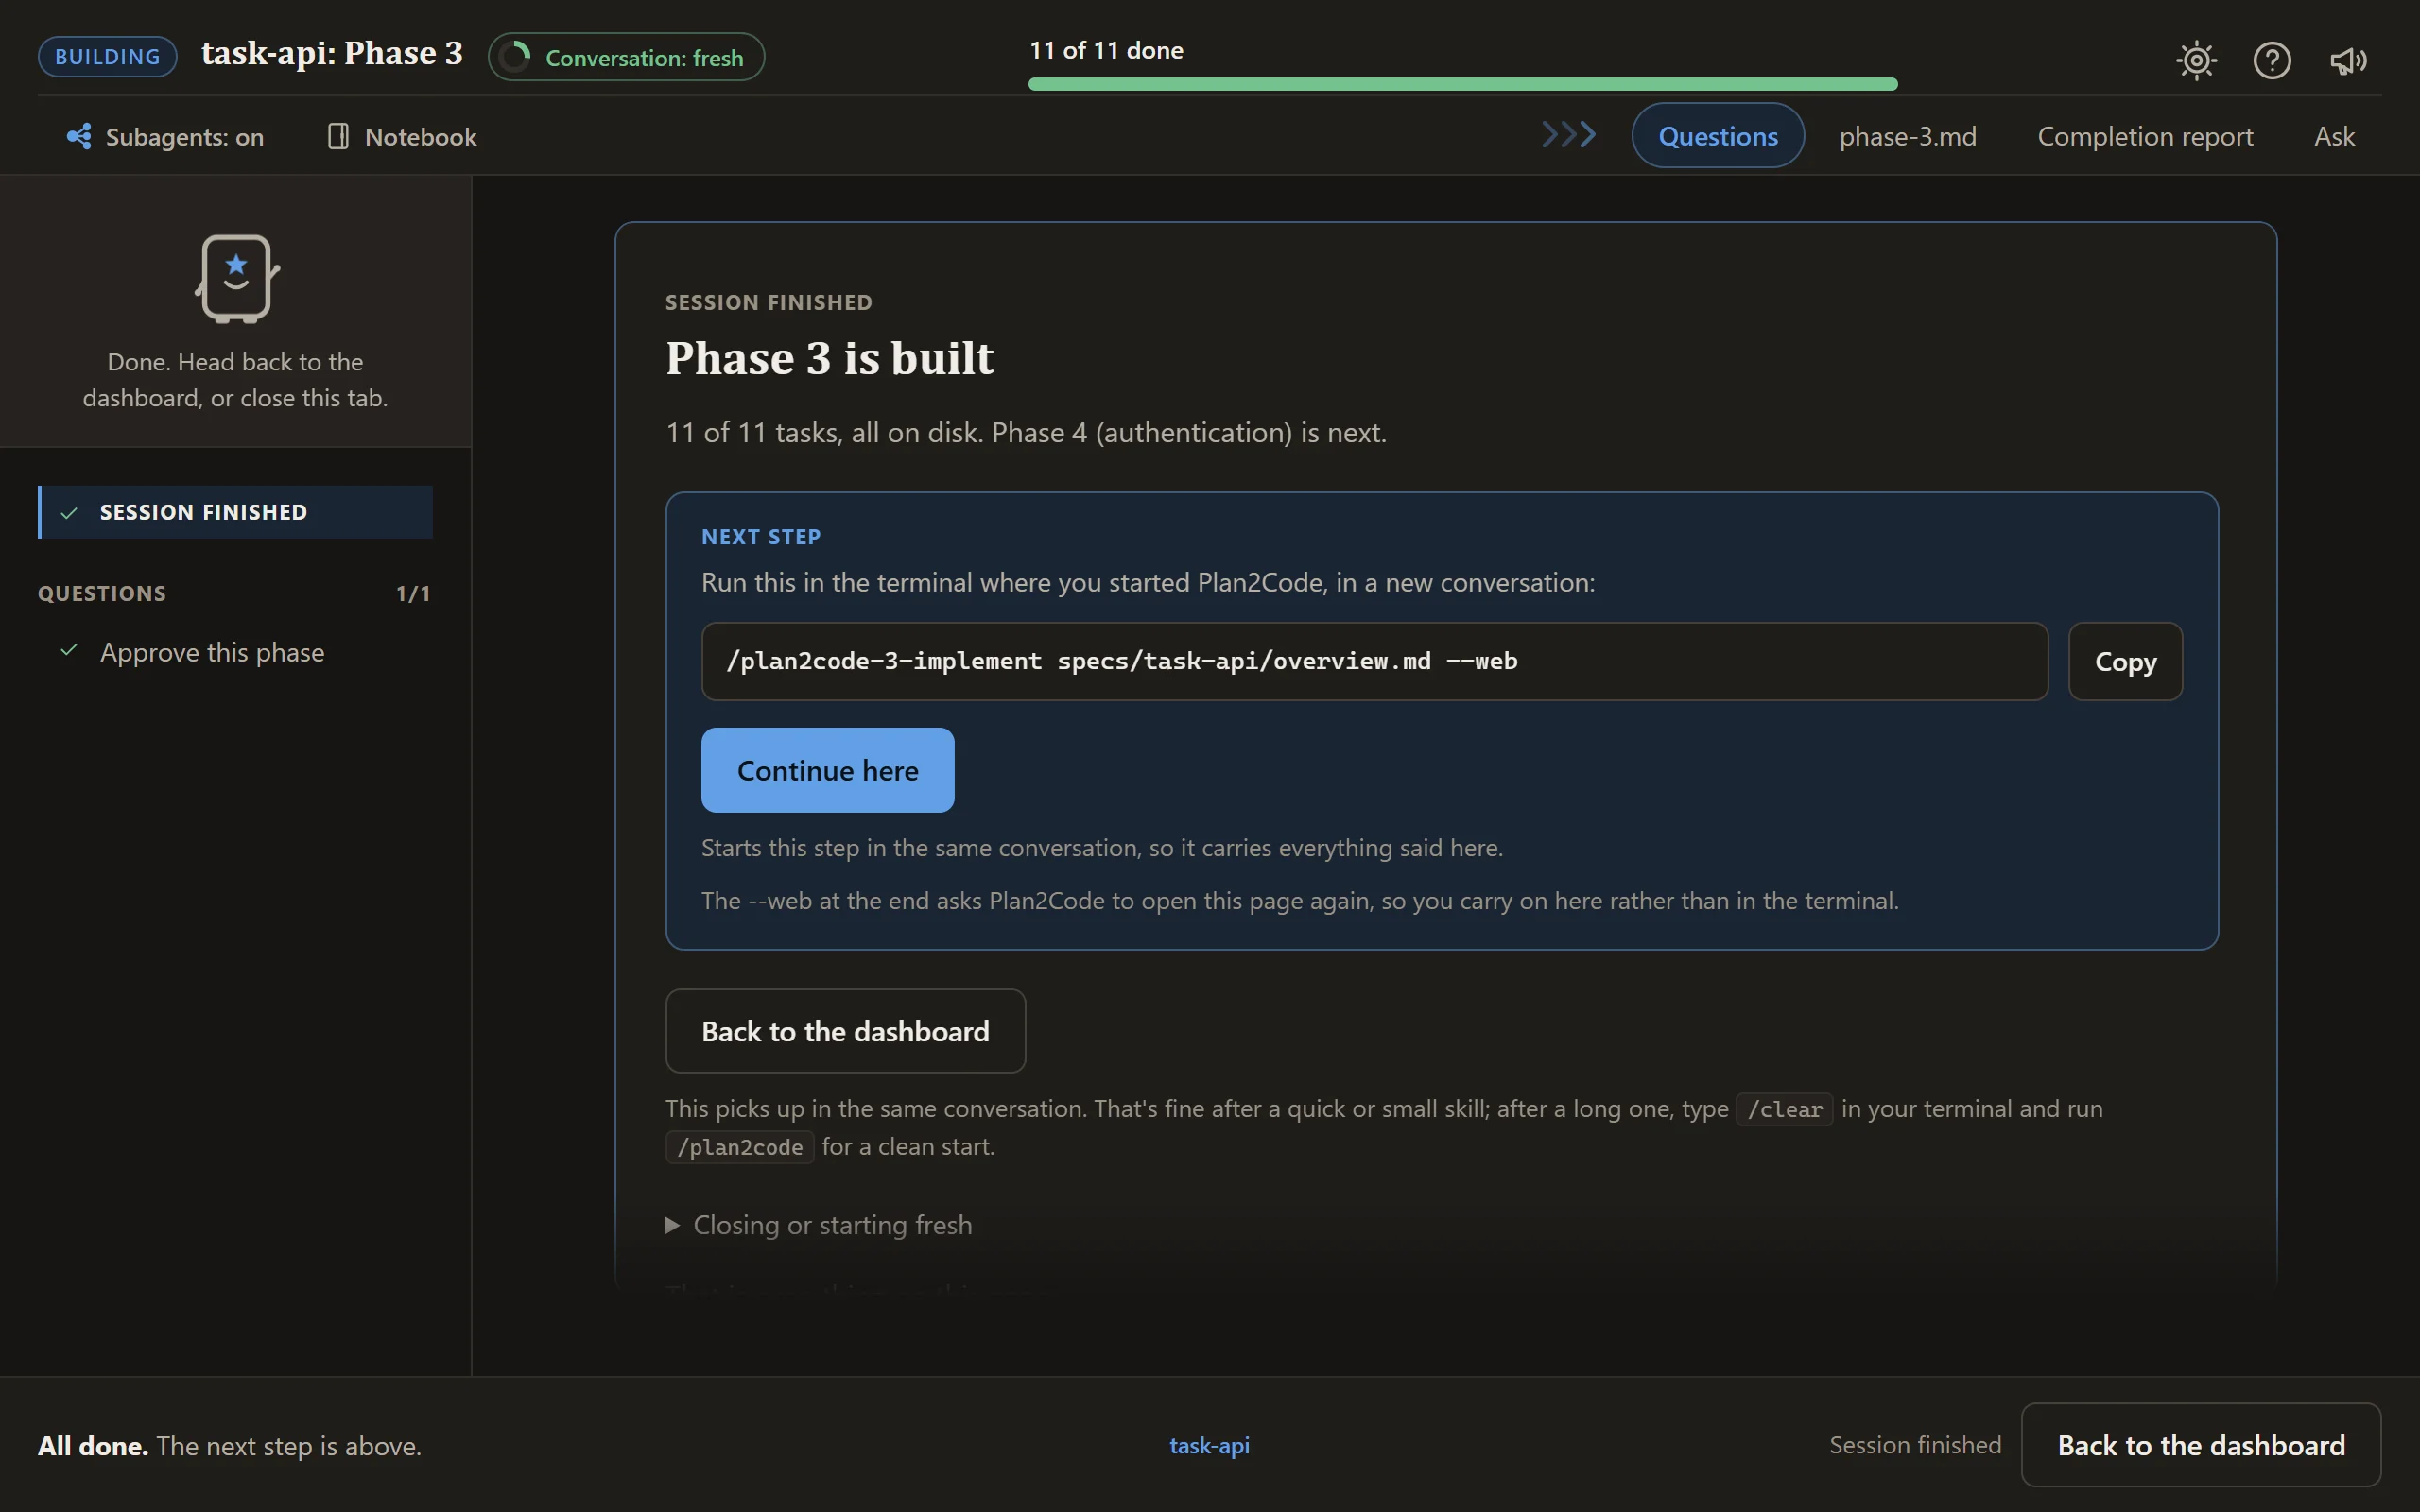 BUILDING
task-api: Phase 3
Conversation: fresh
11 of 11 done
Subagents: on
Notebook
Questions
phase-3.md
Completion report
Ask
Done. Head back to the
dashboard, or close this tab.
SESSION FINISHED
QUESTIONS 1/1
Approve this phase
SESSION FINISHED
Phase 3 is built
11 of 11 tasks, all on disk. Phase 4 (authentication) is next.
NEXT STEP
Run this in the terminal where you started Plan2Code, in a new conversation:
/plan2code-3-implement specs/task-api/overview.md --web
Copy
Continue here
Starts this step in the same conversation, so it carries everything said here.
The --web at the end asks Plan2Code to open this page again, so you carry on here rather than in the terminal.
Back to the dashboard
This picks up in the same conversation. That's fine after a quick or small skill; after a long one, type /clear in your terminal and run
/plan2code for a clean start.
Closing or starting fresh
All done. The next step is above.
task-api
Session finished
Back to the dashboard